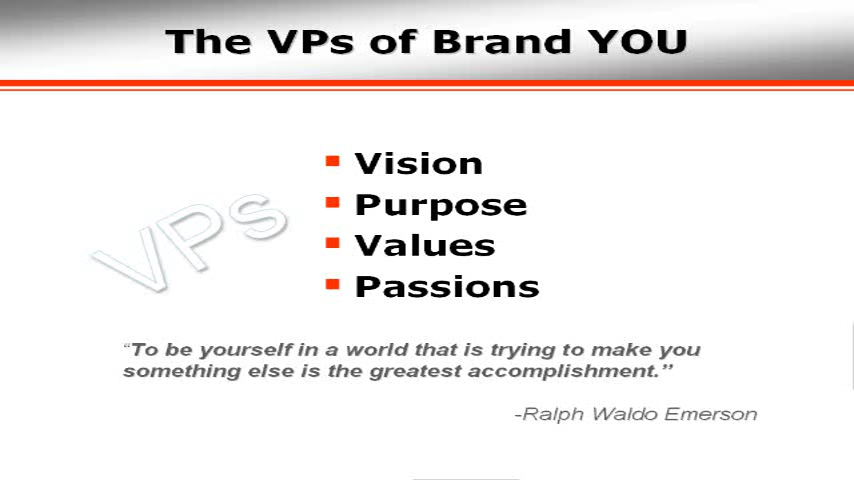 The VPs of Brand YOU
Vision
Purpose
VPs
Values
Passions
“To be yourself in a world that is trying to make you
something else is the greatest accomplishment.”
-Ralph Waldo Emerson